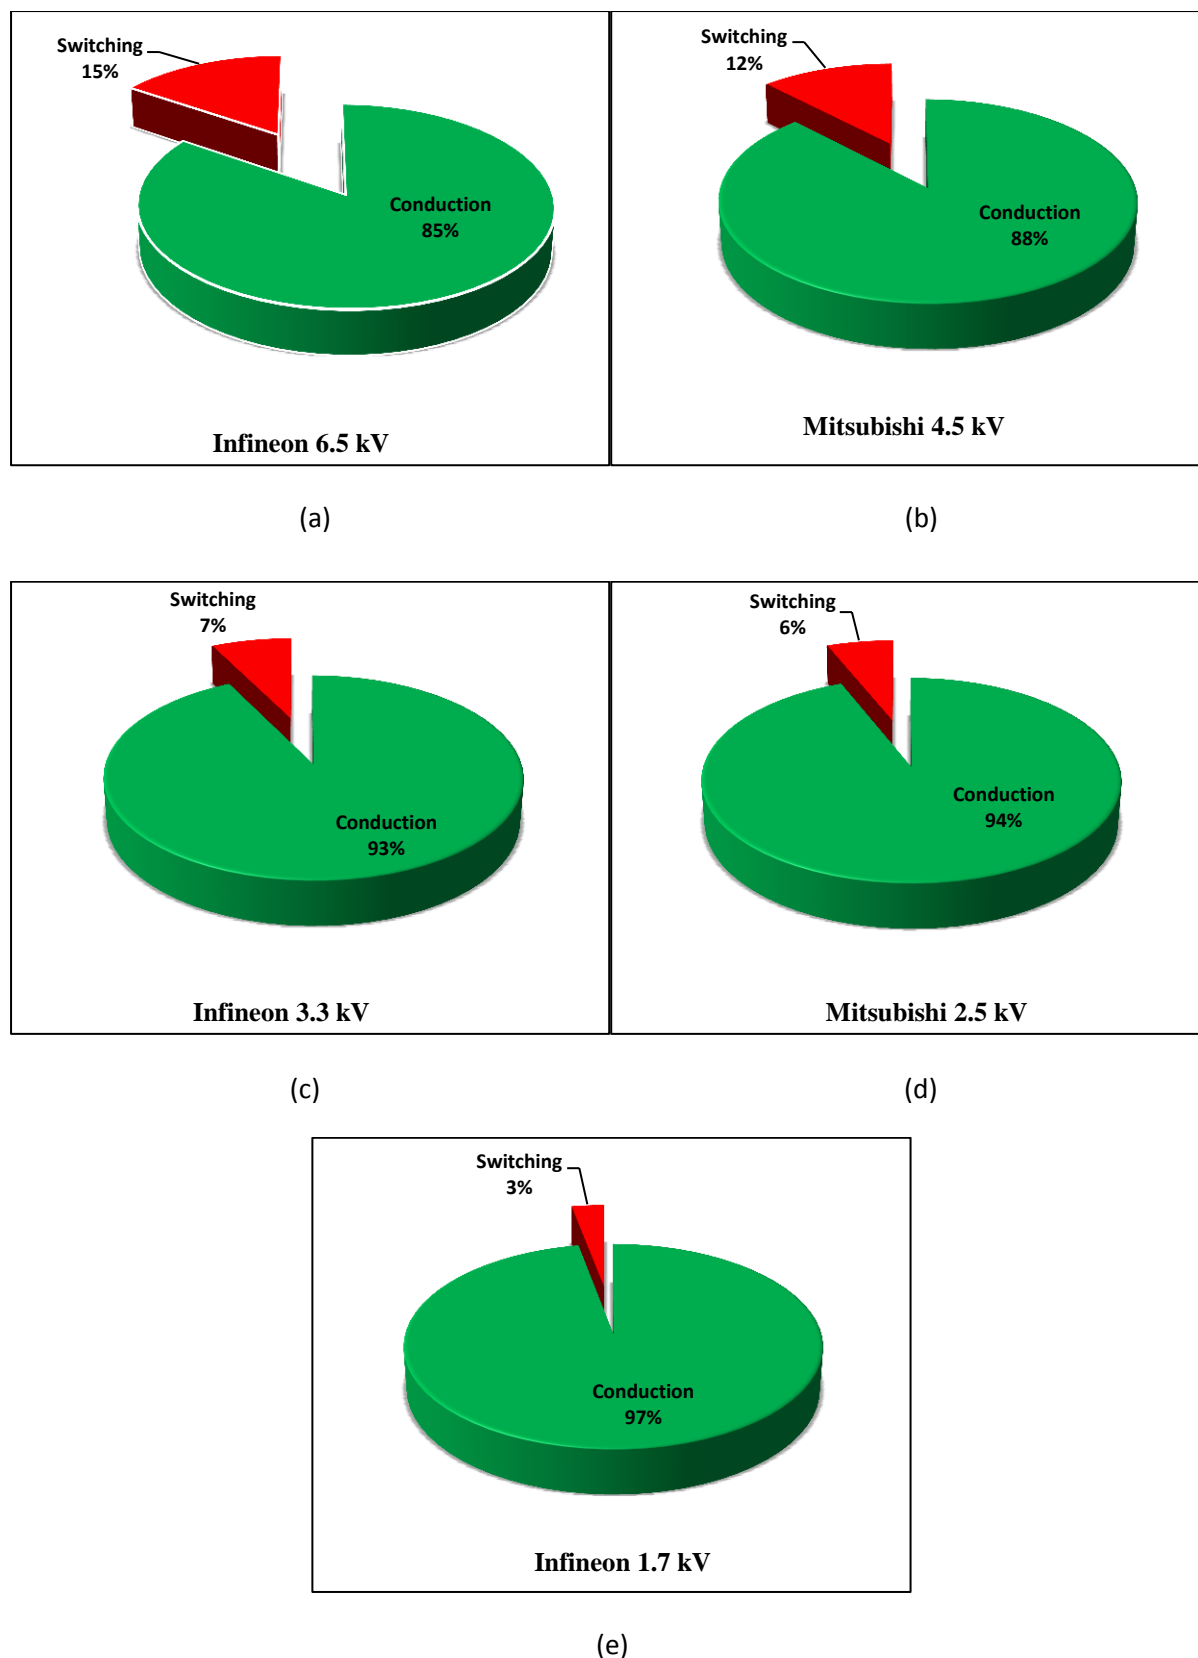 Switching
15%
Conduction
85%
Infineon 6.5 kV
(a)
Switching
12%
Conduction
88%
Mitsubishi 4.5 kV
(b)
Switching
7%
Conduction
93%
Infineon 3.3 kV
(c)
Switching
6%
Conduction
94%
Mitsubishi 2.5 kV
(d)
Switching
3%
Conduction
97%
Infineon 1.7 kV
(e)